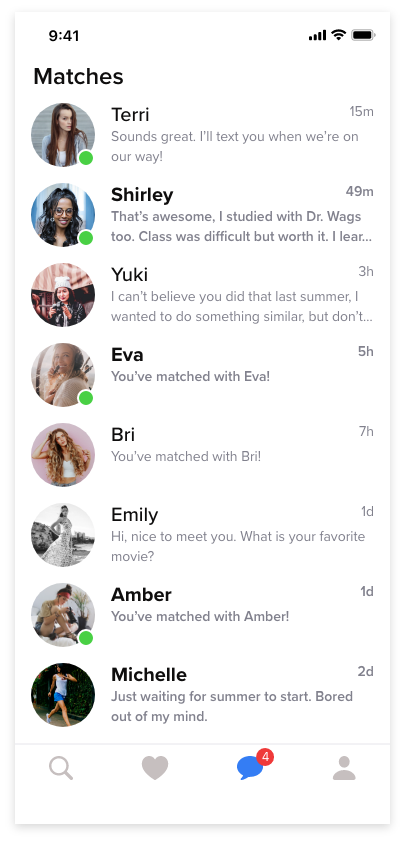 9:41
Matches
Terri 15m
Sounds great. I’ll text you when we’re on
our way!
Shirley 49m
That’s awesome, I studied with Dr. Wags
too. Class was difficult but worth it. I lear...
Yuki 3h
I can’t believe you did that last summer, I
wanted to do something similar, but don’t...
Eva 5h
You’ve matched with Eva!
Bri 7h
You’ve matched with Bri!
Emily 1d
Hi, nice to meet you. What is your favorite
movie?
Amber 1d
You’ve matched with Amber!
Michelle 2d
Just waiting for summer to start. Bored
out of my mind.
4